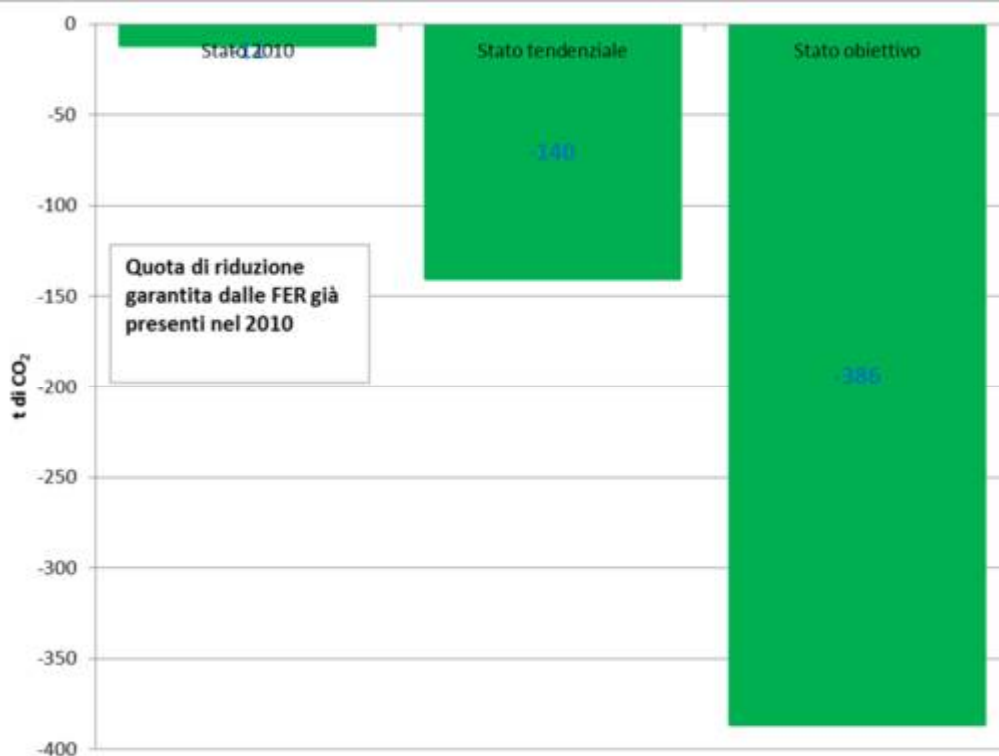 0
Stato 2010
Stato tendenziale
Stato obiettivo
-50
-140
-100
Quota di riduzione
garantita dalle FER già
presenti nel 2010
-150
-200
-386
t di CO₂
-250
-300
-350
-400